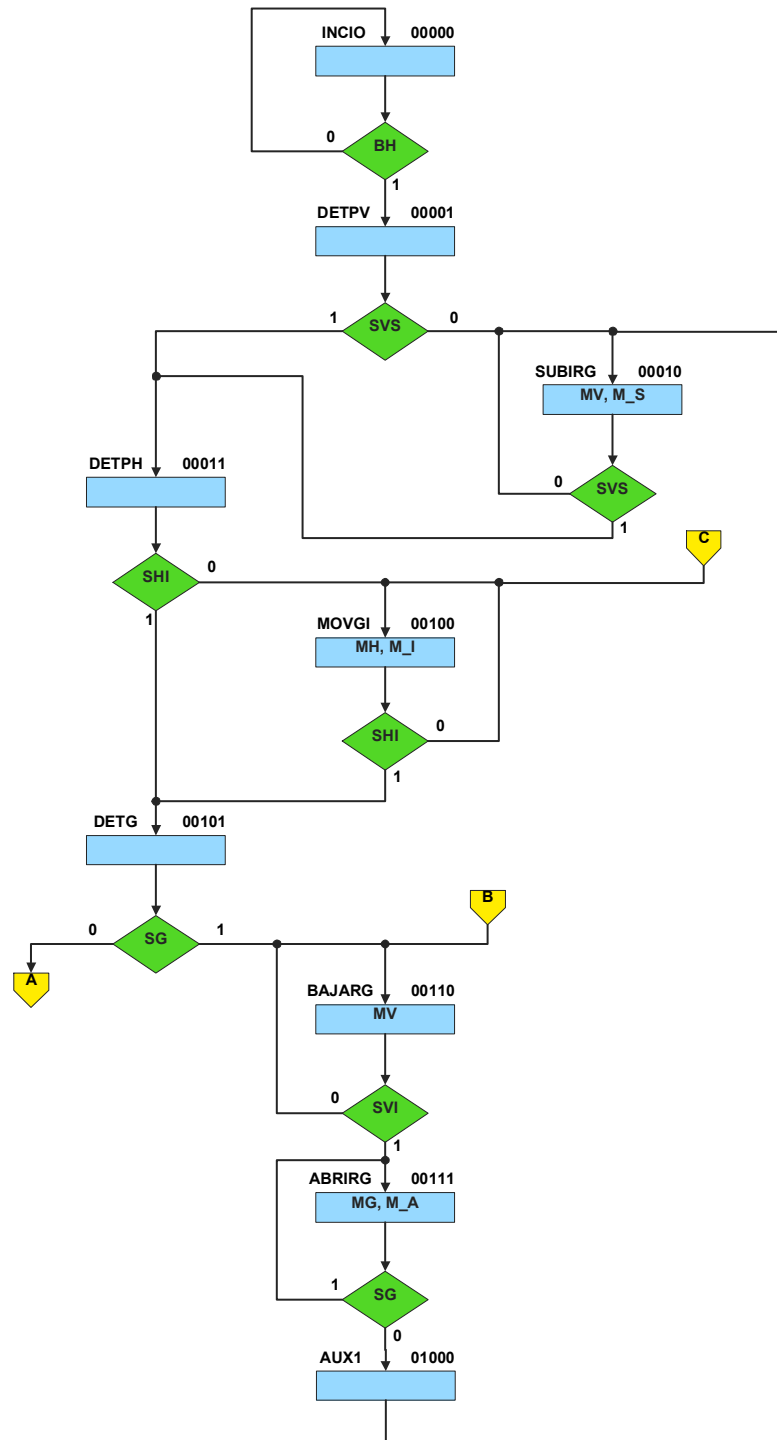 INCIO 00000
0 BH
1
DETPV 00001
1 SVS 0
SUBIRG 00010
MV, M_S
DETPH 00011
0 SVS
1
C
SHI 0
1
MOVGI 00100
MH, M_I
SHI 0
1
DETG 00101
0 SG 1
B
A
BAJARG 00110
MV
0 SVI
1
ABRIRG 00111
MG, M_A
1 SG
0
AUX1 01000